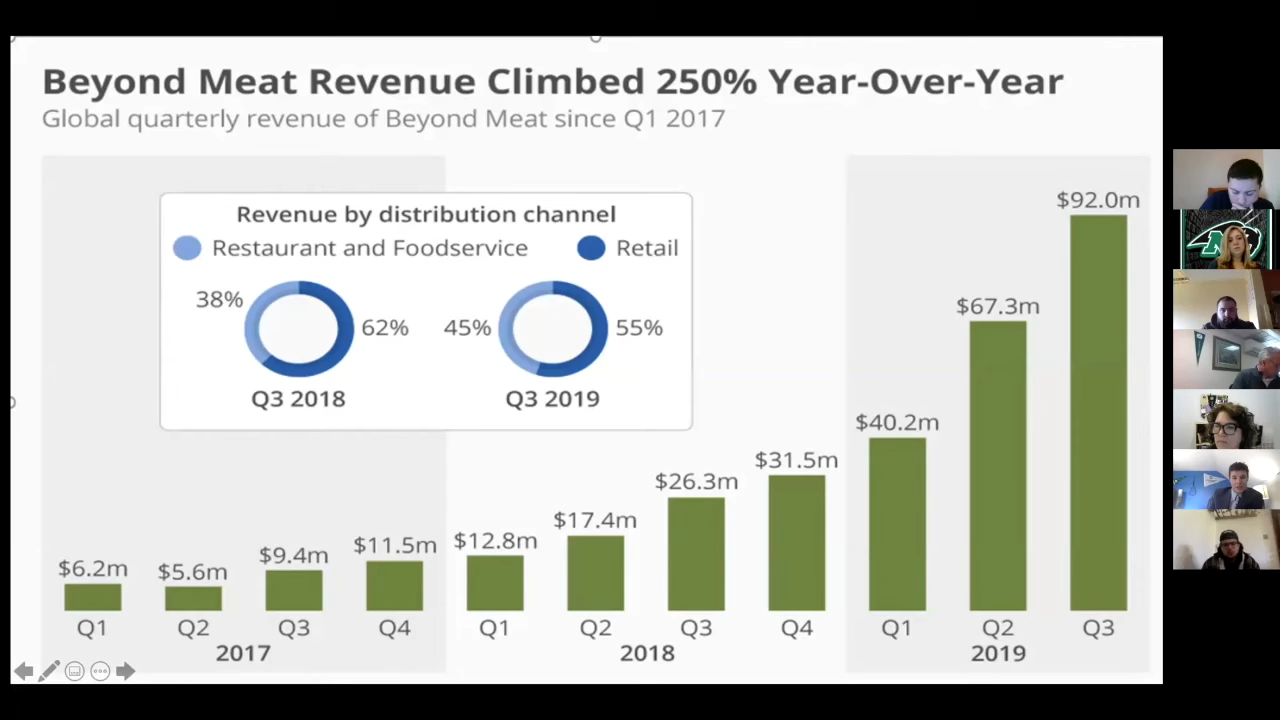 Beyond Meat Revenue Climbed 250% Year-Over-Year
Global quarterly revenue of Beyond Meat since Q1 2017
Revenue by distribution channel
Restaurant and Foodservice Retail
38% 62% 45% 55%
Q3 2018 Q3 2019
$6.2m $5.6m $9.4m $11.5m $12.8m $17.4m $26.3m $31.5m $40.2m $67.3m $92.0m
Q1 Q2 Q3 Q4 Q1 Q2 Q3 Q4 Q1 Q2 Q3
2017 2018 2019